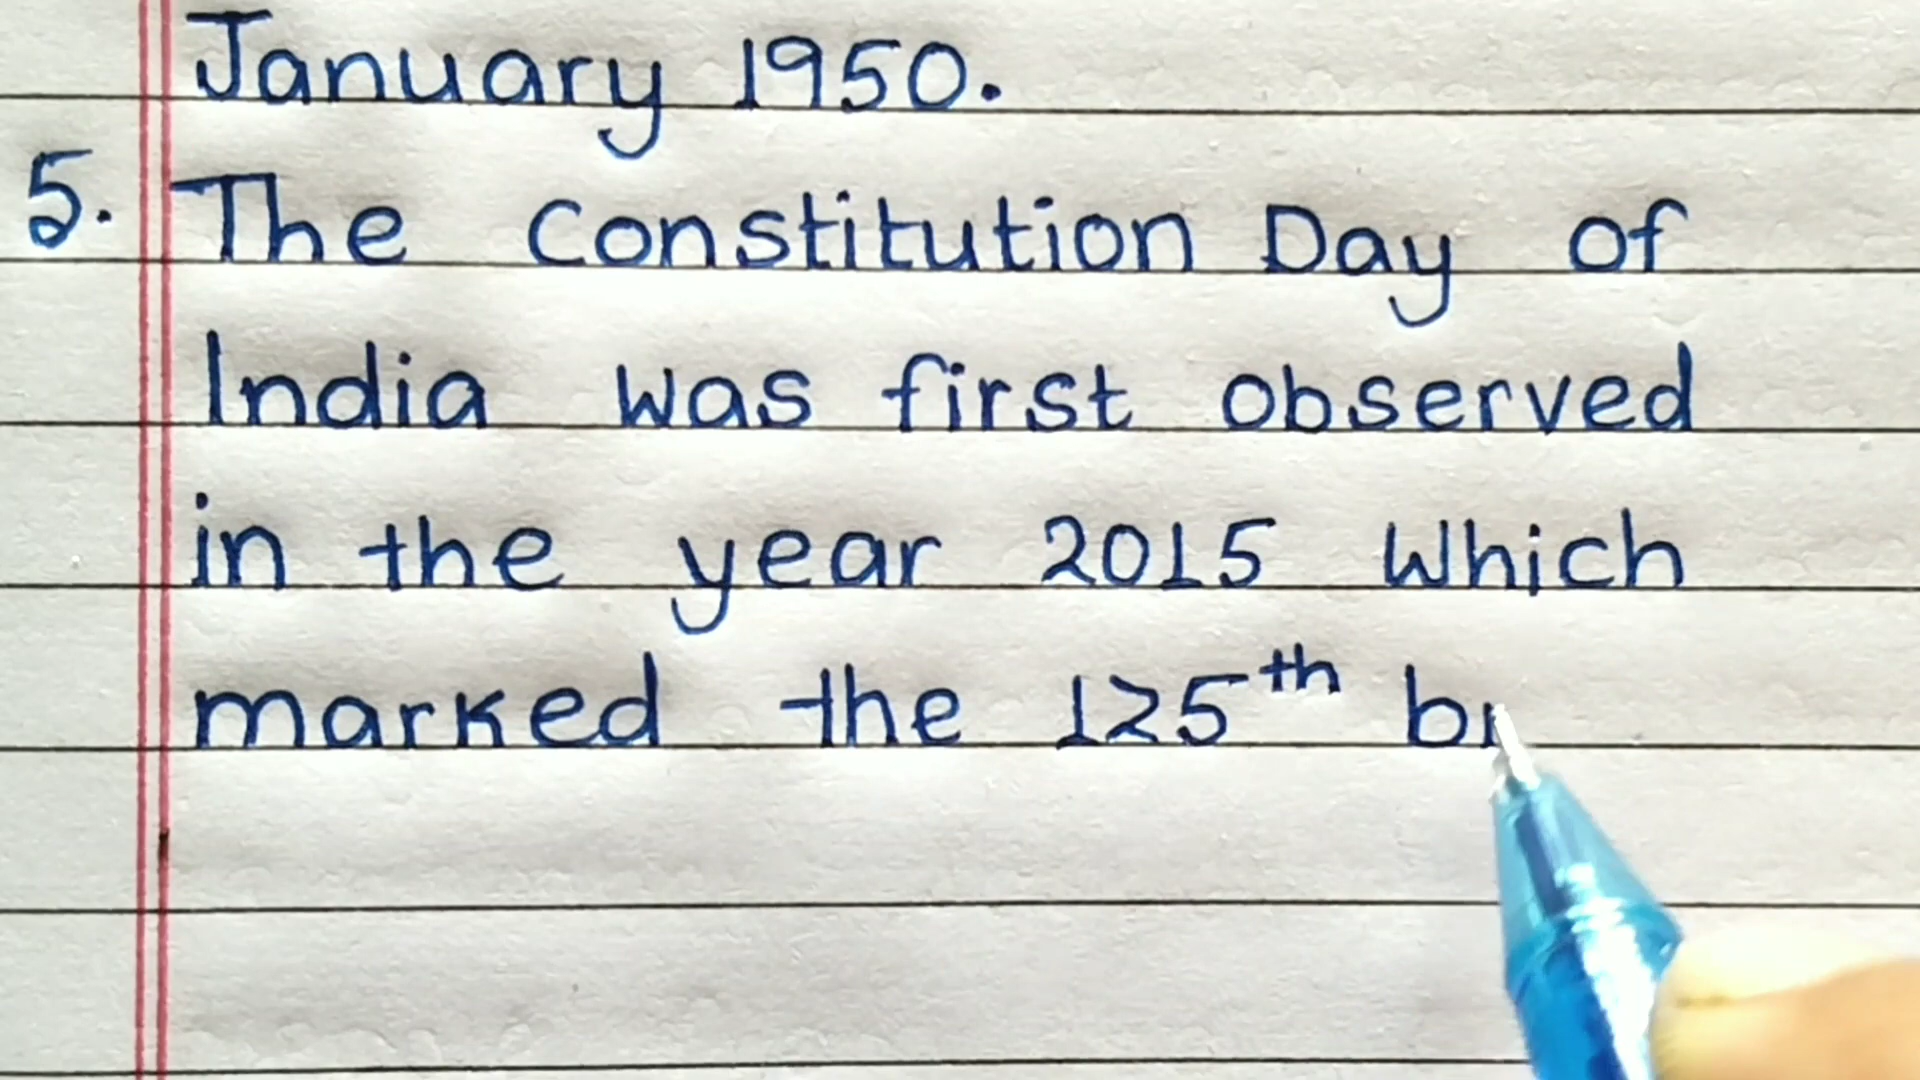 January 1950.
5. The Constitution Day of
India was first observed
in the year 2015 which
marked the 125th